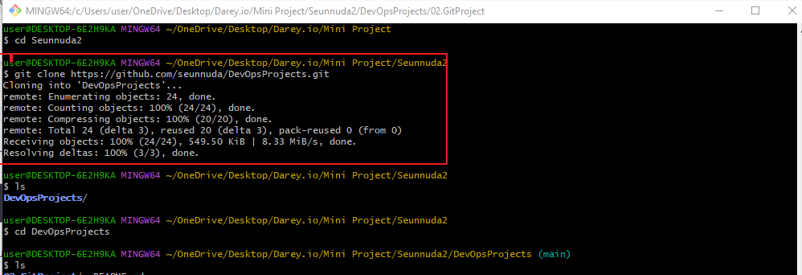 MINGW64:/c/Users/user/OneDrive/Desktop/Darey.io/Mini Project/Seunnuda2/DevOpsProjects/02.GitProject
user@DESKTOP-6E2H9KA MINGW64 ~/OneDrive/Desktop/Darey.io/Mini Project
$ cd Seunnuda2
user@DESKTOP-6E2H9KA MINGW64 ~/OneDrive/Desktop/Darey.io/Mini Project/Seunnuda2
$ git clone https://github.com/seunnuda/DevOpsProjects.git
Cloning into 'DevOpsProjects'...
remote: Enumerating objects: 24, done.
remote: Counting objects: 100% (24/24), done.
remote: Compressing objects: 100% (20/20), done.
remote: Total 24 (delta 3), reused 20 (delta 3), pack-reused 0 (from 0)
Receiving objects: 100% (24/24), 549.50 KiB | 8.33 MiB/s, done.
Resolving deltas: 100% (3/3), done.
user@DESKTOP-6E2H9KA MINGW64 ~/OneDrive/Desktop/Darey.io/Mini Project/Seunnuda2
$ ls
DevOpsProjects/
user@DESKTOP-6E2H9KA MINGW64 ~/OneDrive/Desktop/Darey.io/Mini Project/Seunnuda2
$ cd DevOpsProjects
user@DESKTOP-6E2H9KA MINGW64 ~/OneDrive/Desktop/Darey.io/Mini Project/Seunnuda2/DevOpsProjects (main)
$ ls